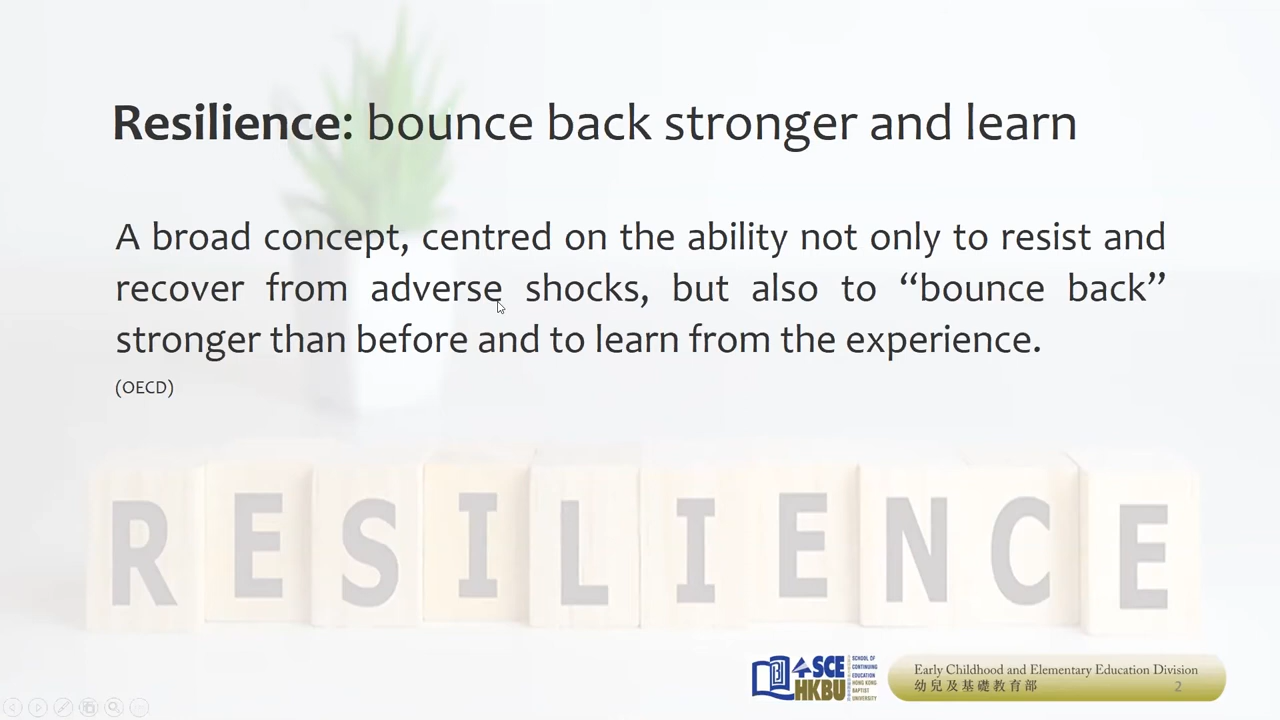 Resilience: bounce back stronger and learn
A broad concept, centred on the ability not only to resist and
recover from adverse shocks, but also to “bounce back”
stronger than before and to learn from the experience.
(OECD)
RESILIENCE
SCE
HKBU
SCHOOL OF
CONTINUING
EDUCATION
HONG KONG
BAPTIST
UNIVERSITY
Early Childhood and Elementary Education Division
幼兒及基礎教育部
2